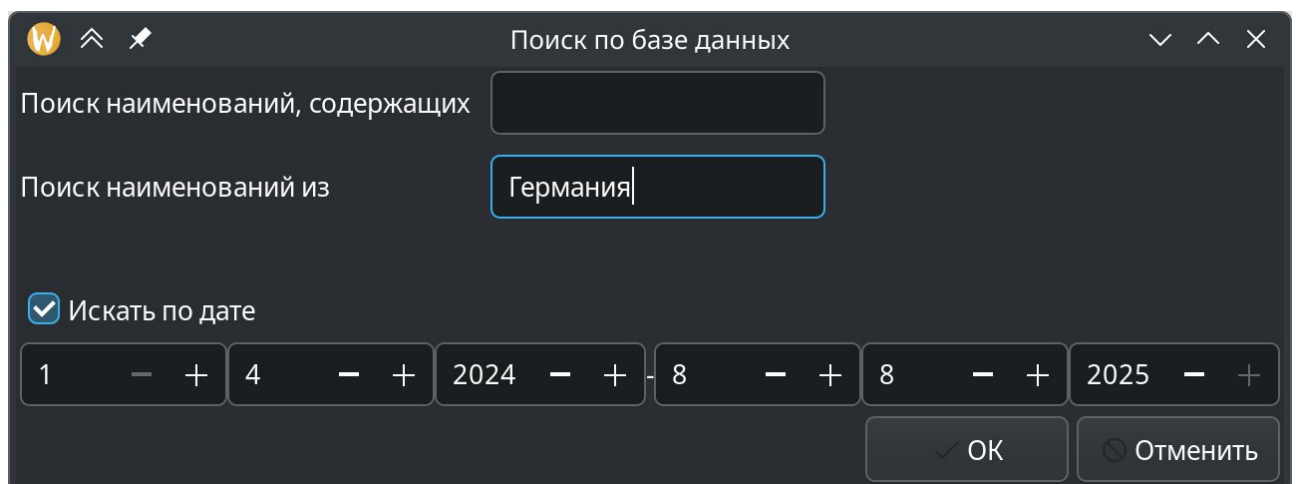 Поиск по базе данных
Поиск наименований, содержащих
Поиск наименований из Германия
Искать по дате
1 − + 4 − + 2024 − + - 8 − + 8 − + 2025 − +
OK Отменить